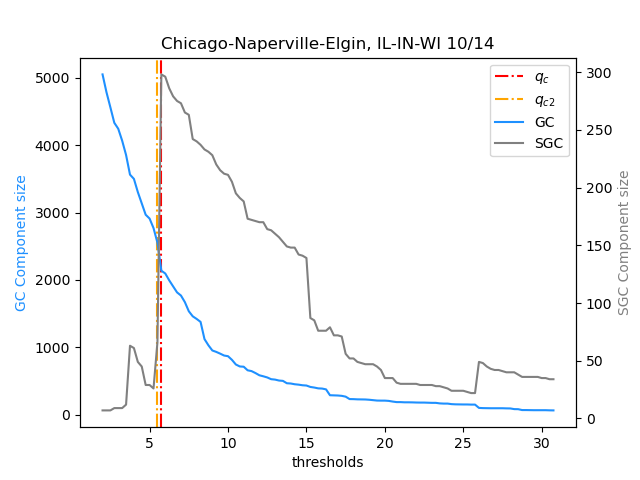 Chicago-Naperville-Elgin, IL-IN-WI 10/14
q_c
q_c2
GC
SGC
GC Component size
5000
4000
3000
2000
1000
0
SGC Component size
300
250
200
150
100
50
0
5 10 15 20 25 30
thresholds